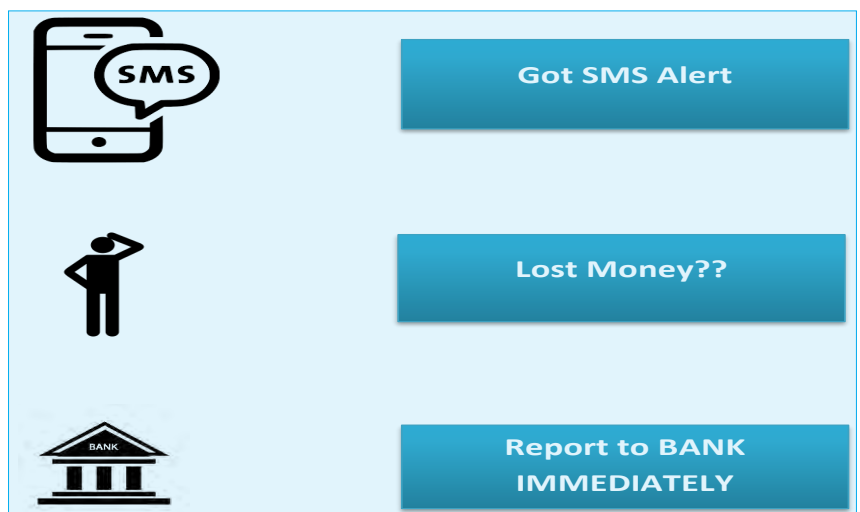 SMS
Got SMS Alert
Lost Money??
BANK
Report to BANK
IMMEDIATELY